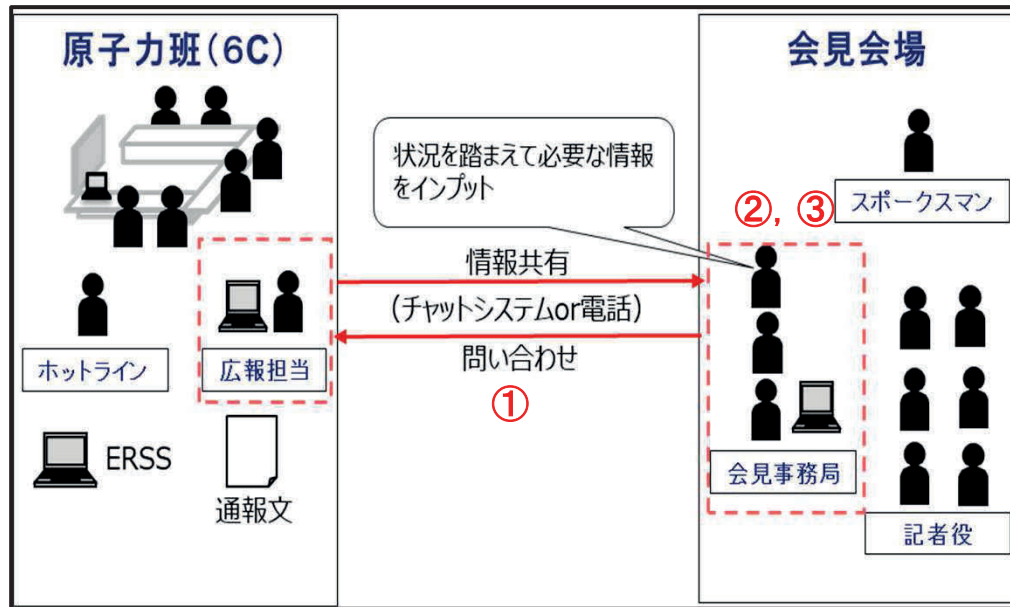 原子力班(6C)
ホットライン
広報担当
ERSS
通報文
状況を踏まえて必要な情報
をインプット
情報共有
(チャットシステムor電話)
問い合わせ
①
会見会場
スポークスマン
②, ③
会見事務局
記者役